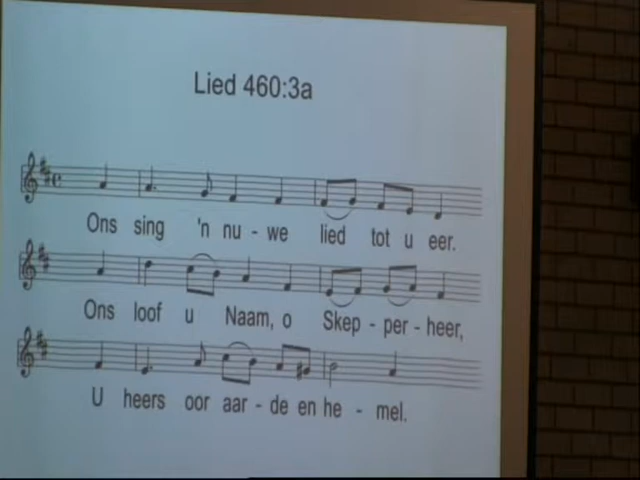 Lied 460:3a
Ons sing 'n nu - we lied tot u eer.
Ons loof u Naam, o Skep - per - heer,
U heers oor aar - de en he - mel.